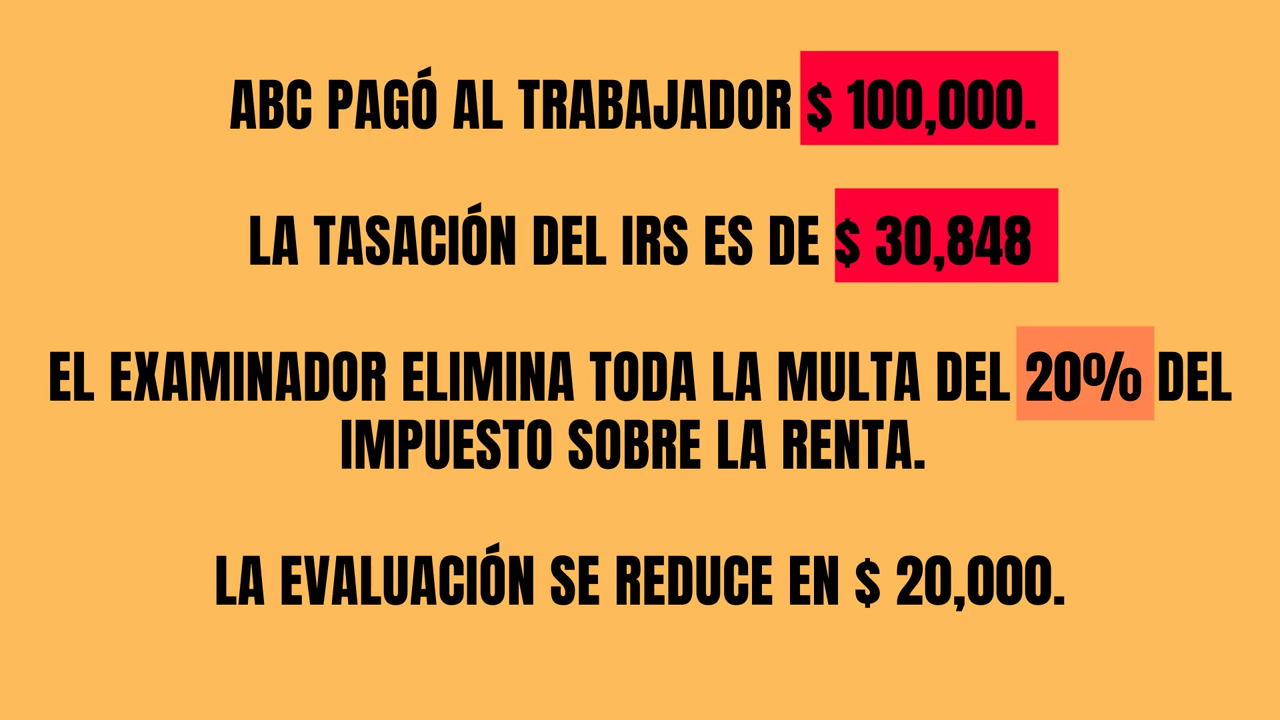 ABC PAGÓ AL TRABAJADOR $ 100,000.
LA TASACIÓN DEL IRS ES DE $ 30,848
EL EXAMINADOR ELIMINA TODA LA MULTA DEL 20% DEL
IMPUESTO SOBRE LA RENTA.
LA EVALUACIÓN SE REDUCE EN $ 20,000.